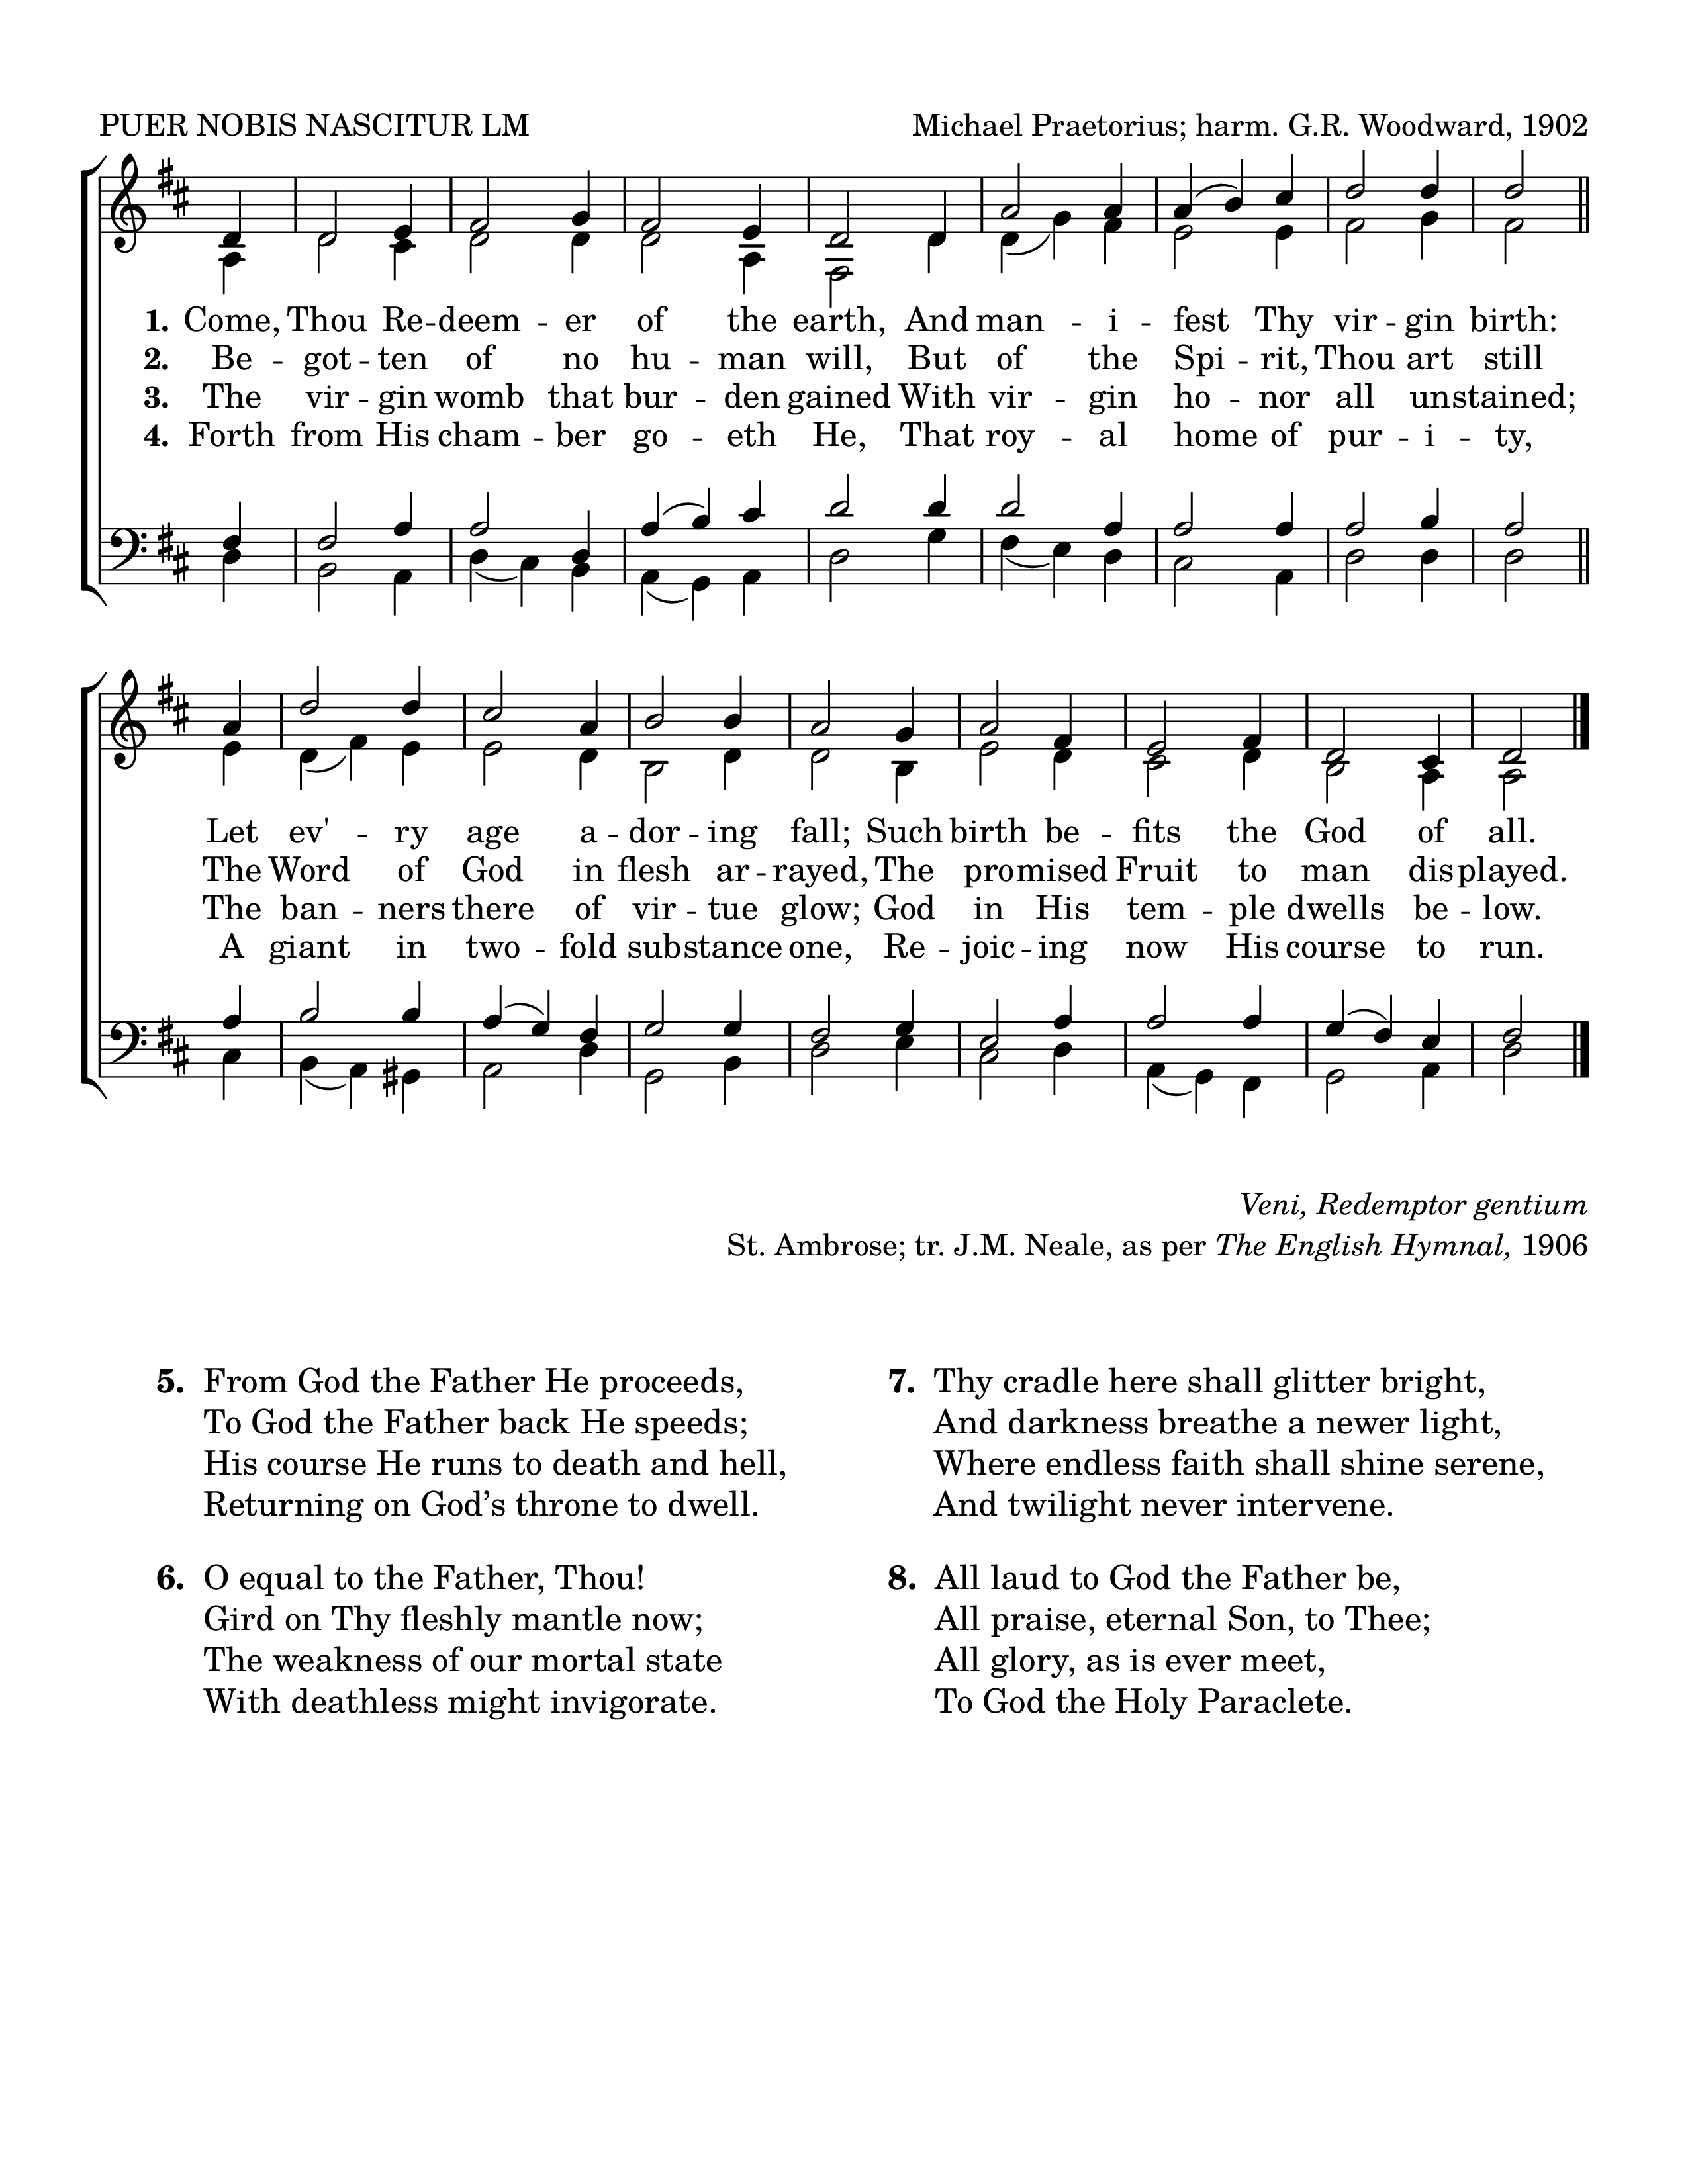 PUER NOBIS NASCITUR LM
Michael Praetorius; harm. G.R. Woodward, 1902
1. Come, Thou Re -- deem -- er of the earth, And man -- i -- fest Thy vir -- gin birth:
2. Be -- got -- ten of no hu -- man will, But of the Spi -- rit, Thou art still
3. The vir -- gin womb that bur -- den gained With vir -- gin ho -- nor all unstained;
4. Forth from His cham -- ber go -- eth He, That roy -- al home of pur -- i -- ty,
Let ev' -- ry age a -- dor -- ing fall; Such birth be -- fits the God of all.
The Word of God in flesh ar -- rayed, The promised Fruit to man displayed.
The ban -- ners there of vir -- tue glow; God in His tem -- ple dwells be -- low.
A giant in two -- fold substance one, Re -- joic -- ing now His course to run.
Veni, Redemptor gentium
St. Ambrose; tr. J.M. Neale, as per The English Hymnal, 1906
5. From God the Father He proceeds,
To God the Father back He speeds;
His course He runs to death and hell,
Returning on God’s throne to dwell.
6. O equal to the Father, Thou!
Gird on Thy fleshly mantle now;
The weakness of our mortal state
With deathless might invigorate.
7. Thy cradle here shall glitter bright,
And darkness breathe a newer light,
Where endless faith shall shine serene,
And twilight never intervene.
8. All laud to God the Father be,
All praise, eternal Son, to Thee;
All glory, as is ever meet,
To God the Holy Paraclete.